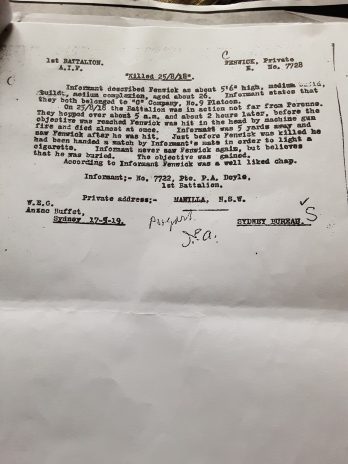 1st BATTALION.
A.I.F.
C
FENWICK, Private
E. No. 7728
"Killed 25/8/18".
Informant described Fenwick as about 5'6" high, medium build,
built, medium complexion, aged about 26. Informant states that
they both belonged to "C" Company, No.9 Platoon.
On 25/8/18 the Battalion was in action not far from Peronne.
They hopped over about 5 a.m. and about 2 hours later, before the
objective was reached Fenwick was hit in the head by machine gun
fire and died almost at once. Informant was 5 yards away and
saw Fenwick after he was hit. Just before Fenwick was killed he
had been handed a match by Informant's mate in order to light a
cigarette. Informant never saw Fenwick again, but believes
that he was buried. The objective was gained.
According to Informant Fenwick was a well liked chap.
Informant;- No. 7722, Pte. P.A. Doyle,
1st Battalion.
Private address;- MANILLA, N.S.W.
W.E.G.
Anzac Buffet,
Sydney 17-5-19.
SYDNEY BUREAU.
S